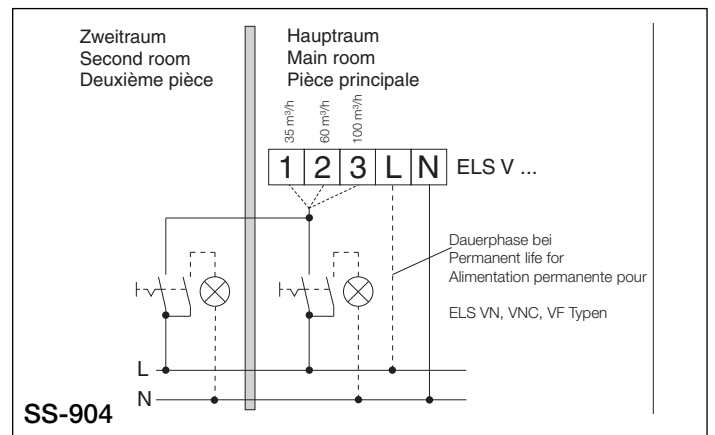 Zweitraum
Second room
Deuxième pièce
Hauptraum
Main room
Pièce principale
35 m³/h
60 m³/h
100 m³/h
1 2 3 L N ELS V ...
Dauerphase bei
Permanent life for
Alimentation permanente pour
ELS VN, VNC, VF Typen
L
N
SS-904